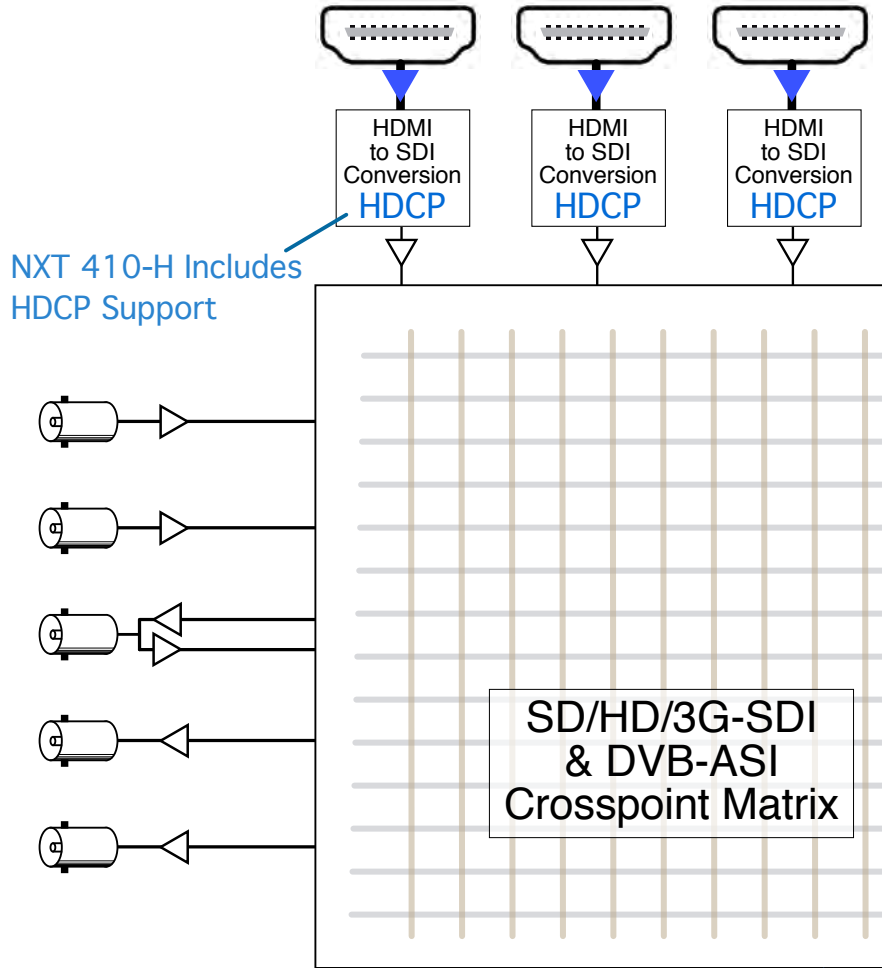 HDMI
to SDI
Conversion
HDCP
HDMI
to SDI
Conversion
HDCP
HDMI
to SDI
Conversion
HDCP
NXT 410-H Includes
HDCP Support
SD/HD/3G-SDI
& DVB-ASI
Crosspoint Matrix